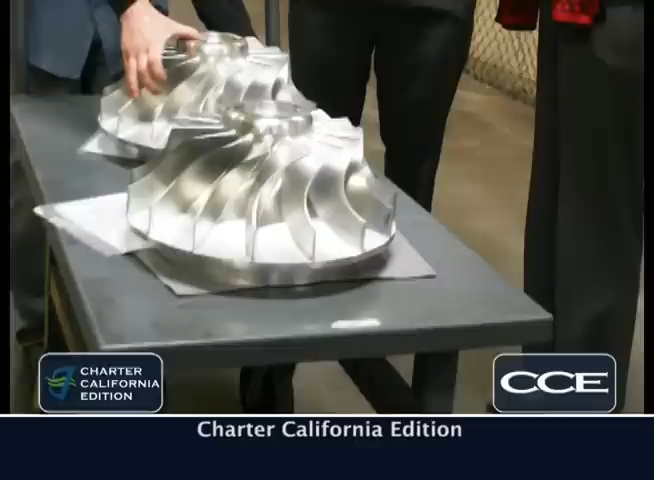 CHARTER
CALIFORNIA
EDITION
CCE
Charter California Edition